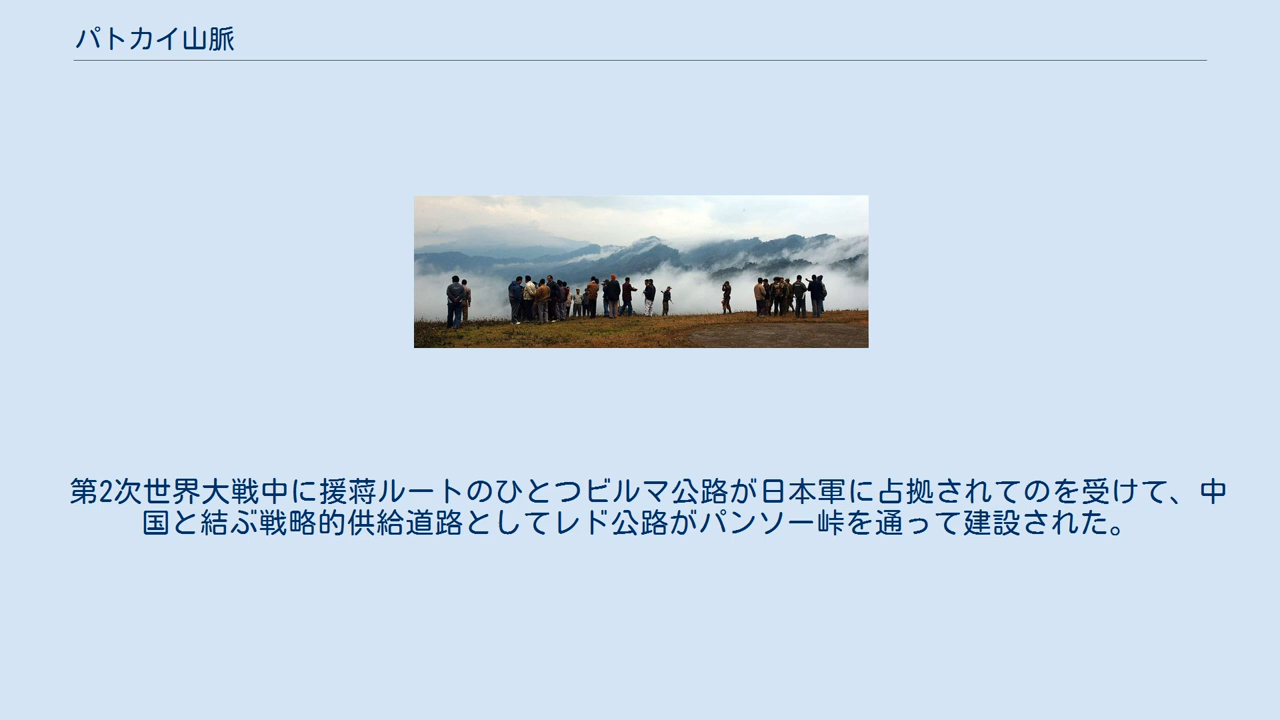 パトカイ山脈
第2次世界大戦中に援蒋ルートのひとつビルマ公路が日本軍に占拠されてのを受けて、中
国と結ぶ戦略的供給道路としてレド公路がパンソー峠を通って建設された。